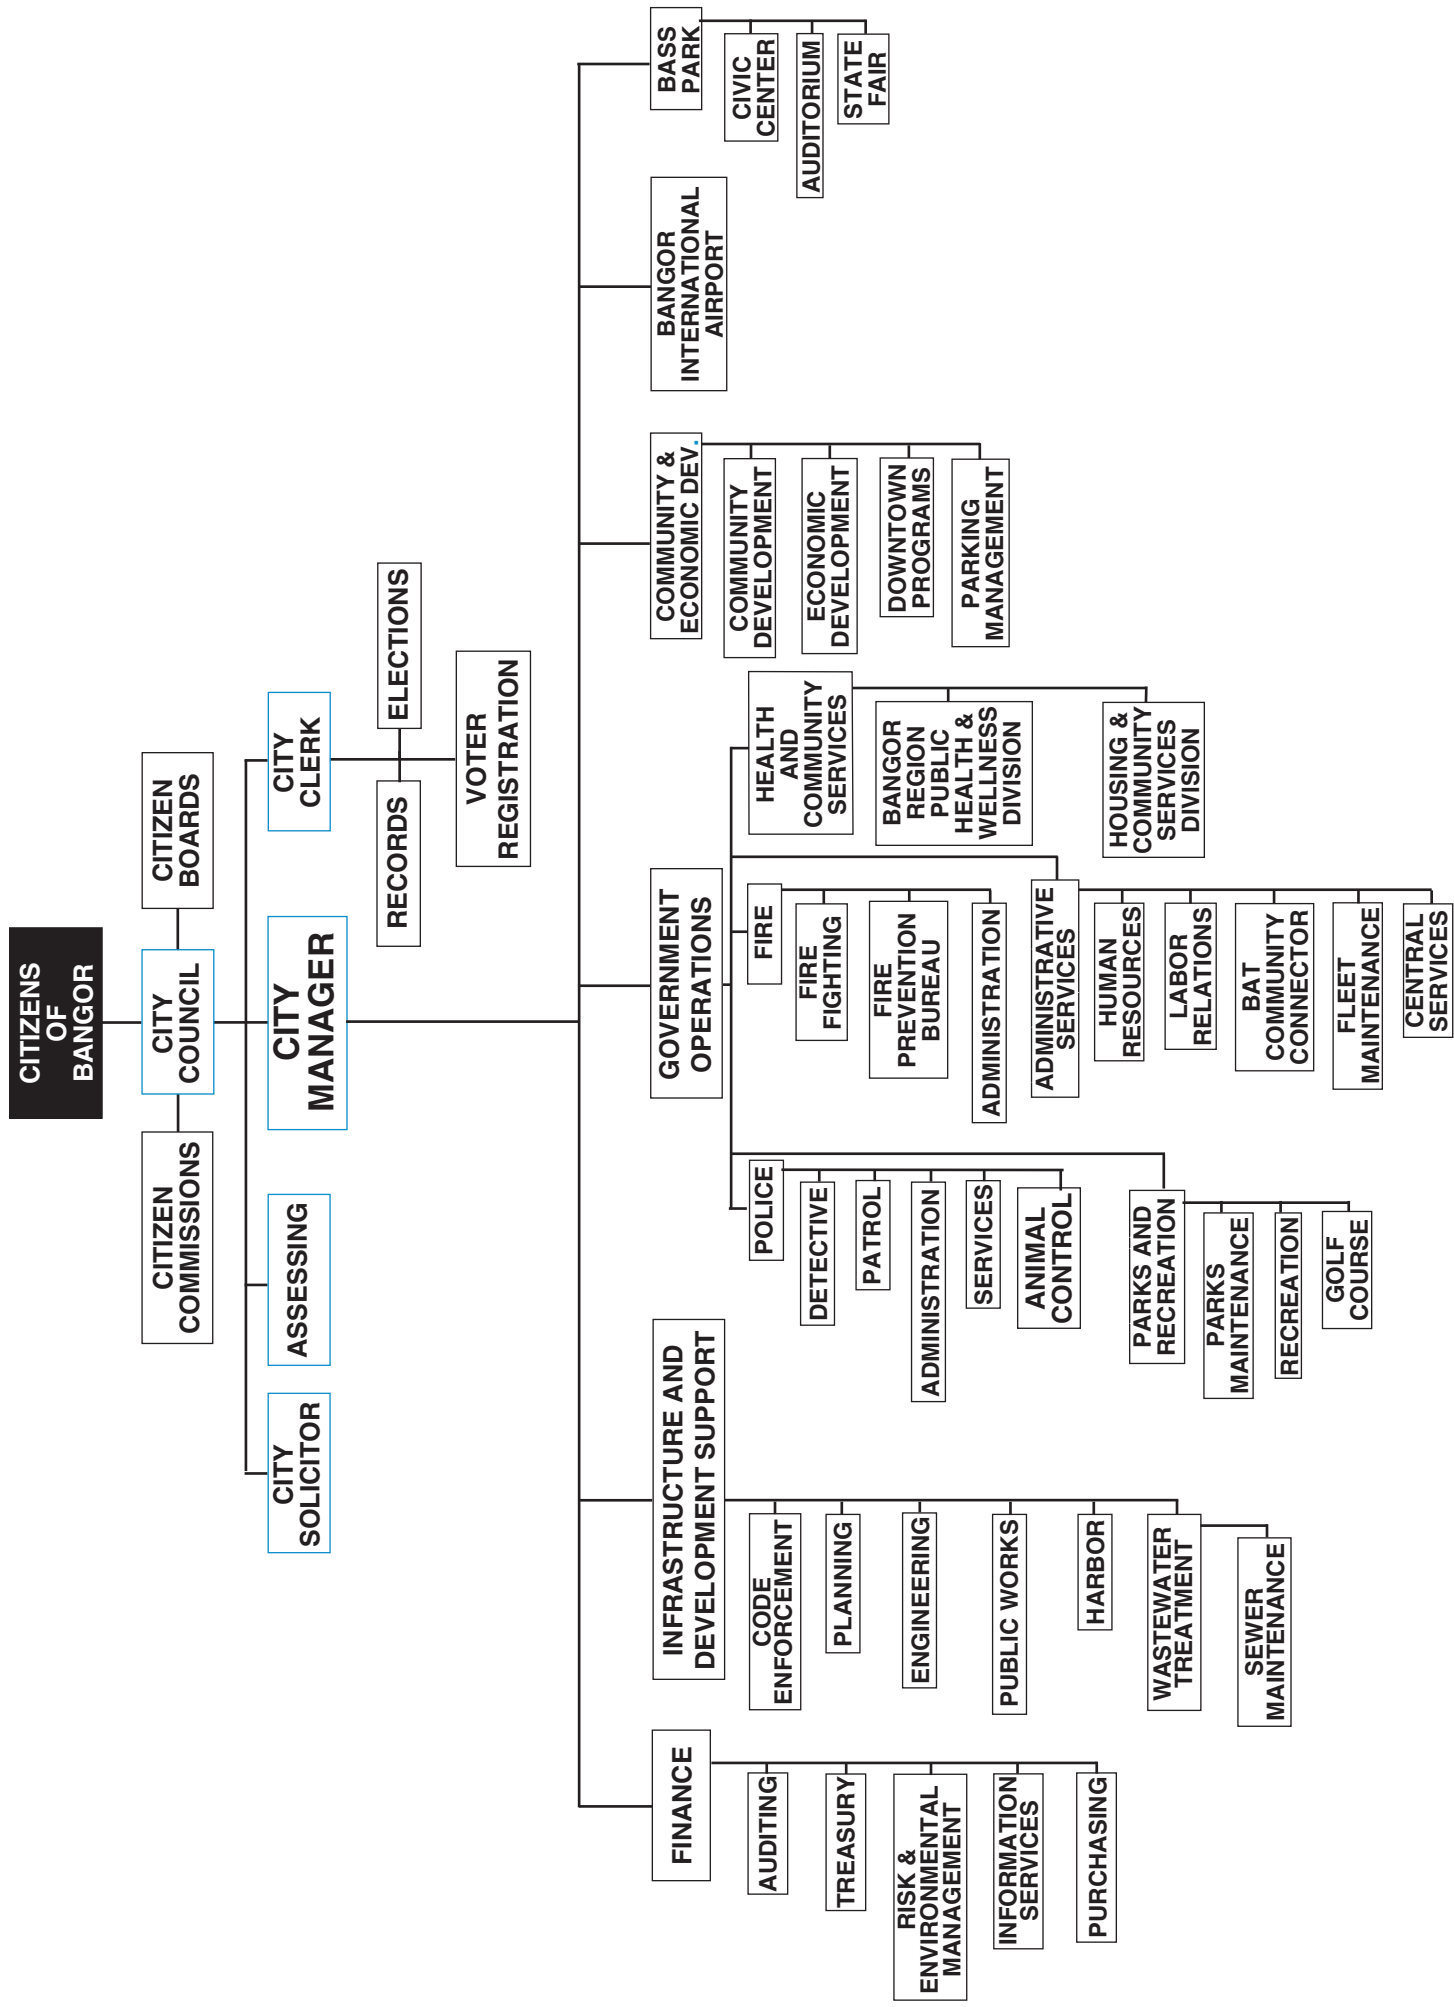 CITIZENS
OF
BANGOR
CITIZEN
COMMISSIONS
CITY
COUNCIL
CITIZEN
BOARDS
CITY
SOLICITOR
ASSESSING
CITY
MANAGER
CITY
CLERK
RECORDS
ELECTIONS
VOTER
REGISTRATION
FINANCE
AUDITING
TREASURY
RISK &
ENVIRONMENTAL
MANAGEMENT
INFORMATION
SERVICES
PURCHASING
INFRASTRUCTURE AND
DEVELOPMENT SUPPORT
CODE
ENFORCEMENT
PLANNING
ENGINEERING
PUBLIC WORKS
HARBOR
WASTEWATER
TREATMENT
SEWER
MAINTENANCE
GOVERNMENT
OPERATIONS
POLICE
DETECTIVE
PATROL
ADMINISTRATION
SERVICES
ANIMAL
CONTROL
PARKS AND
RECREATION
PARKS
MAINTENANCE
RECREATION
GOLF
COURSE
FIRE
FIRE
FIGHTING
FIRE
PREVENTION
BUREAU
ADMINISTRATION
ADMINISTRATIVE
SERVICES
HUMAN
RESOURCES
LABOR
RELATIONS
BAT
COMMUNITY
CONNECTOR
FLEET
MAINTENANCE
CENTRAL
SERVICES
HEALTH
AND
COMMUNITY
SERVICES
BANGOR
REGION
PUBLIC
HEALTH &
WELLNESS
DIVISION
HOUSING &
COMMUNITY
SERVICES
DIVISION
COMMUNITY &
ECONOMIC DEV.
COMMUNITY
DEVELOPMENT
ECONOMIC
DEVELOPMENT
DOWNTOWN
PROGRAMS
PARKING
MANAGEMENT
BANGOR
INTERNATIONAL
AIRPORT
BASS
PARK
CIVIC
CENTER
AUDITORIUM
STATE
FAIR